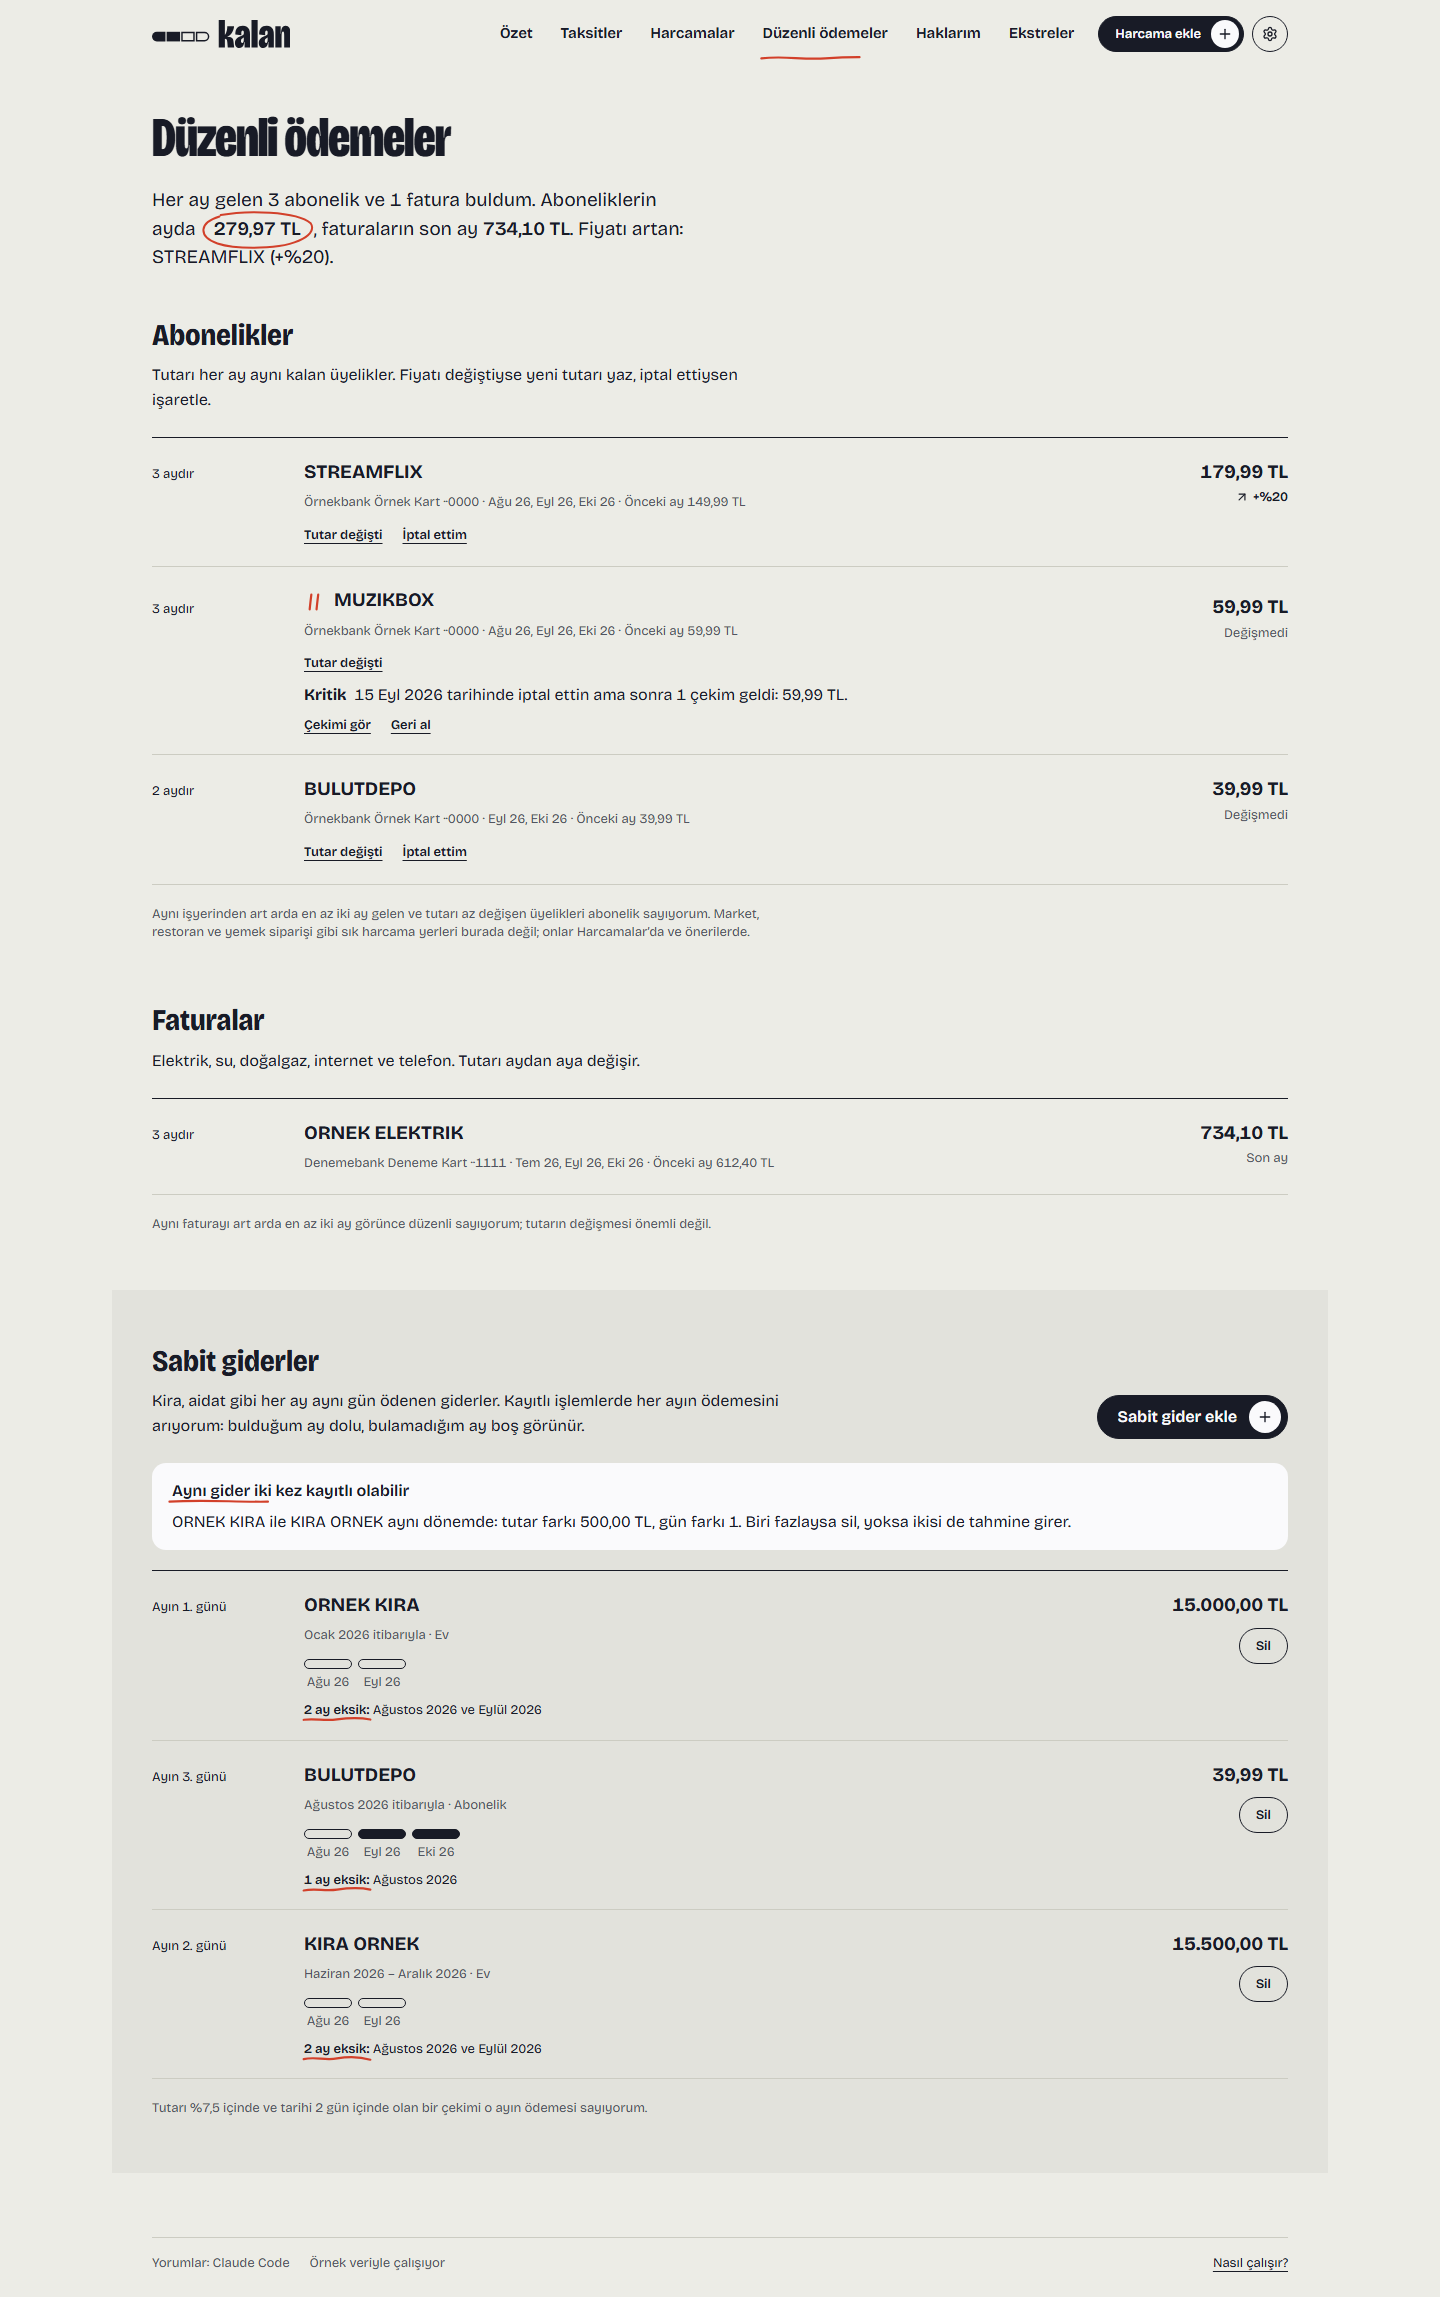 kalan
Özet Taksitler Harcamalar Düzenli ödemeler Haklarım Ekstreler Harcama ekle
Düzenli ödemeler
Her ay gelen 3 abonelik ve 1 fatura buldum. Aboneliklerin
ayda 279,97 TL, faturaların son ay 734,10 TL. Fiyatı artan:
STREAMFLIX (+%20).
Abonelikler
Tutarı her ay aynı kalan üyelikler. Fiyatı değiştiyse yeni tutarı yaz, iptal ettiysen
işaretle.
3 aydır STREAMFLIX 179,99 TL
Örnekbank Örnek Kart ··0000 · Ağu 26, Eyl 26, Eki 26 · Önceki ay 149,99 TL +%20
Tutar değişti İptal ettim
3 aydır MUZIKBOX 59,99 TL
Örnekbank Örnek Kart ··0000 · Ağu 26, Eyl 26, Eki 26 · Önceki ay 59,99 TL Değişmedi
Tutar değişti
Kritik 15 Eyl 2026 tarihinde iptal ettin ama sonra 1 çekim geldi: 59,99 TL.
Çekimi gör Geri al
2 aydır BULUTDEPO 39,99 TL
Örnekbank Örnek Kart ··0000 · Eyl 26, Eki 26 · Önceki ay 39,99 TL Değişmedi
Tutar değişti İptal ettim
Aynı işyerinden art arda en az iki ay gelen ve tutarı az değişen üyelikleri abonelik sayıyorum. Market,
restoran ve yemek siparişi gibi sık harcama yerleri burada değil; onlar Harcamalar'da ve önerilerde.
Faturalar
Elektrik, su, doğalgaz, internet ve telefon. Tutarı aydan aya değişir.
3 aydır ORNEK ELEKTRIK 734,10 TL
Denemebank Deneme Kart ··1111 · Tem 26, Eyl 26, Eki 26 · Önceki ay 612,40 TL Son ay
Aynı faturayı art arda en az iki ay görünce düzenli sayıyorum; tutarın değişmesi önemli değil.
Sabit giderler
Kira, aidat gibi her ay aynı gün ödenen giderler. Kayıtlı işlemlerde her ayın ödemesini
arıyorum: bulduğum ay dolu, bulamadığım ay boş görünür.
Sabit gider ekle
Aynı gider iki kez kayıtlı olabilir
ORNEK KIRA ile KIRA ORNEK aynı dönemde: tutar farkı 500,00 TL, gün farkı 1. Biri fazlaysa sil, yoksa ikisi de tahmine girer.
Ayın 1. günü ORNEK KIRA 15.000,00 TL
Ocak 2026 itibarıyla · Ev
Sil
Ağu 26 Eyl 26
2 ay eksik: Ağustos 2026 ve Eylül 2026
Ayın 3. günü BULUTDEPO 39,99 TL
Ağustos 2026 itibarıyla · Abonelik
Sil
Ağu 26 Eyl 26 Eki 26
1 ay eksik: Ağustos 2026
Ayın 2. günü KIRA ORNEK 15.500,00 TL
Haziran 2026 – Aralık 2026 · Ev
Sil
Ağu 26 Eyl 26
2 ay eksik: Ağustos 2026 ve Eylül 2026
Tutarı %7,5 içinde ve tarihi 2 gün içinde olan bir çekimi o ayın ödemesi sayıyorum.
Yorumlar: Claude Code Örnek veriyle çalışıyor Nasıl çalışır?